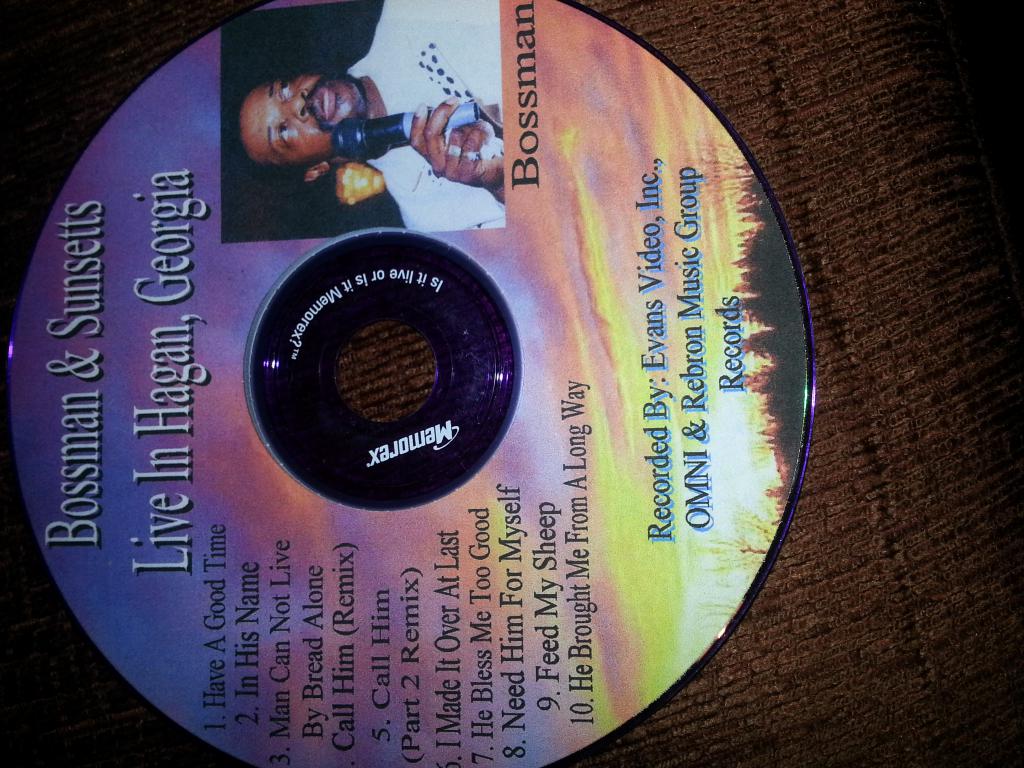 Bossman & Sunsetts
Live In Hagan, Georgia
1. Have A Good Time
2. In His Name
3. Man Can Not Live
By Bread Alone
. Call Him (Remix)
5. Call Him
(Part 2 Remix)
6. I Made It Over At Last
7. He Bless Me Too Good
8. Need Him For Myself
9. Feed My Sheep
10. He Brought Me From A Long Way
Bossman
Is it live or is it Memorex?™
Memorex
Recorded By: Evans Video, Inc.,
OMNI & Rebron Music Group
Records